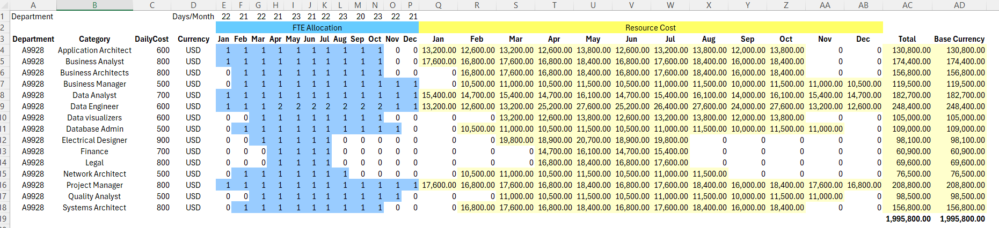 A B C D E F G H I J K L M N O P Q R S T U V W X Y Z AA AB AC AD
1 Department Days/Month 22 21 22 21 23 21 22 23 20 23 22 21
2 FTE Allocation Resource Cost
3 Department Category DailyCost Currency Jan Feb Mar Apr May Jun Jul Aug Sep Oct Nov Dec Jan Feb Mar Apr May Jun Jul Aug Sep Oct Nov Dec Total Base Currency
4 A9928 Application Architect 600 USD 1 1 1 1 1 1 1 1 1 1 0 0 13,200.00 12,600.00 13,200.00 12,600.00 13,800.00 12,600.00 13,200.00 13,800.00 12,000.00 13,800.00 0 0 130,800.00 130,800.00
5 A9928 Business Analyst 800 USD 1 1 1 1 1 1 1 1 1 1 0 0 17,600.00 16,800.00 17,600.00 16,800.00 18,400.00 16,800.00 17,600.00 18,400.00 16,000.00 18,400.00 0 0 174,400.00 174,400.00
6 A9928 Business Architects 800 USD 0 1 1 1 1 1 1 1 1 1 0 0 0 16,800.00 17,600.00 16,800.00 18,400.00 16,800.00 17,600.00 18,400.00 16,000.00 18,400.00 0 0 156,800.00 156,800.00
7 A9928 Business Manager 500 USD 0 1 1 1 1 1 1 1 1 1 1 1 0 10,500.00 11,000.00 10,500.00 11,500.00 10,500.00 11,000.00 11,500.00 10,000.00 11,500.00 11,000.00 10,500.00 119,500.00 119,500.00
8 A9928 Data Analyst 700 USD 1 1 1 1 1 1 1 1 1 1 1 1 15,400.00 14,700.00 15,400.00 14,700.00 16,100.00 14,700.00 15,400.00 16,100.00 14,000.00 16,100.00 15,400.00 14,700.00 182,700.00 182,700.00
9 A9928 Data Engineer 600 USD 1 1 1 2 2 2 2 2 2 2 1 1 13,200.00 12,600.00 13,200.00 25,200.00 27,600.00 25,200.00 26,400.00 27,600.00 24,000.00 27,600.00 13,200.00 12,600.00 248,400.00 248,400.00
10 A9928 Data visualizers 600 USD 0 0 1 1 1 1 1 1 1 1 0 0 0 0 13,200.00 12,600.00 13,800.00 12,600.00 13,200.00 13,800.00 12,000.00 13,800.00 0 0 105,000.00 105,000.00
11 A9928 Database Admin 500 USD 0 1 1 1 1 1 1 1 1 1 1 0 0 10,500.00 11,000.00 10,500.00 11,500.00 10,500.00 11,000.00 11,500.00 10,000.00 11,500.00 11,000.00 0 109,000.00 109,000.00
12 A9928 Electrical Designer 900 USD 0 0 1 1 1 1 1 0 0 0 0 0 0 0 19,800.00 18,900.00 20,700.00 18,900.00 19,800.00 0 0 0 0 0 98,100.00 98,100.00
13 A9928 Finance 700 USD 0 0 0 1 1 1 1 0 0 0 0 0 0 0 0 14,700.00 16,100.00 14,700.00 15,400.00 0 0 0 0 0 60,900.00 60,900.00
14 A9928 Legal 800 USD 0 0 0 1 1 1 1 0 0 0 0 0 0 0 0 16,800.00 18,400.00 16,800.00 17,600.00 0 0 0 0 0 69,600.00 69,600.00
15 A9928 Network Architect 500 USD 0 1 1 1 1 1 1 1 0 0 0 0 0 10,500.00 11,000.00 10,500.00 11,500.00 10,500.00 11,000.00 11,500.00 0 0 0 0 76,500.00 76,500.00
16 A9928 Project Manager 800 USD 1 1 1 1 1 1 1 1 1 1 1 1 17,600.00 16,800.00 17,600.00 16,800.00 18,400.00 16,800.00 17,600.00 18,400.00 16,000.00 18,400.00 17,600.00 16,800.00 208,800.00 208,800.00
17 A9928 Quality Analyst 500 USD 0 0 1 1 1 1 1 1 1 1 1 0 0 0 11,000.00 10,500.00 11,500.00 10,500.00 11,000.00 11,500.00 10,000.00 11,500.00 11,000.00 0 98,500.00 98,500.00
18 A9928 Systems Architect 800 USD 0 1 1 1 1 1 1 1 1 1 0 0 0 16,800.00 17,600.00 16,800.00 18,400.00 16,800.00 17,600.00 18,400.00 16,000.00 18,400.00 0 0 156,800.00 156,800.00
19 1,995,800.00 1,995,800.00